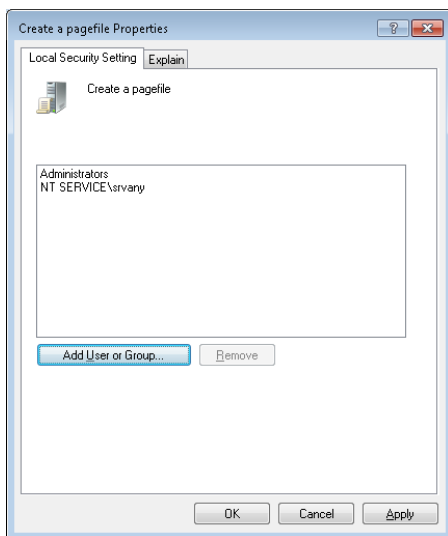 Create a pagefile Properties
Local Security Setting
Explain
Create a pagefile
Administrators
NT SERVICE\srvany
Add User or Group...
Remove
OK
Cancel
Apply